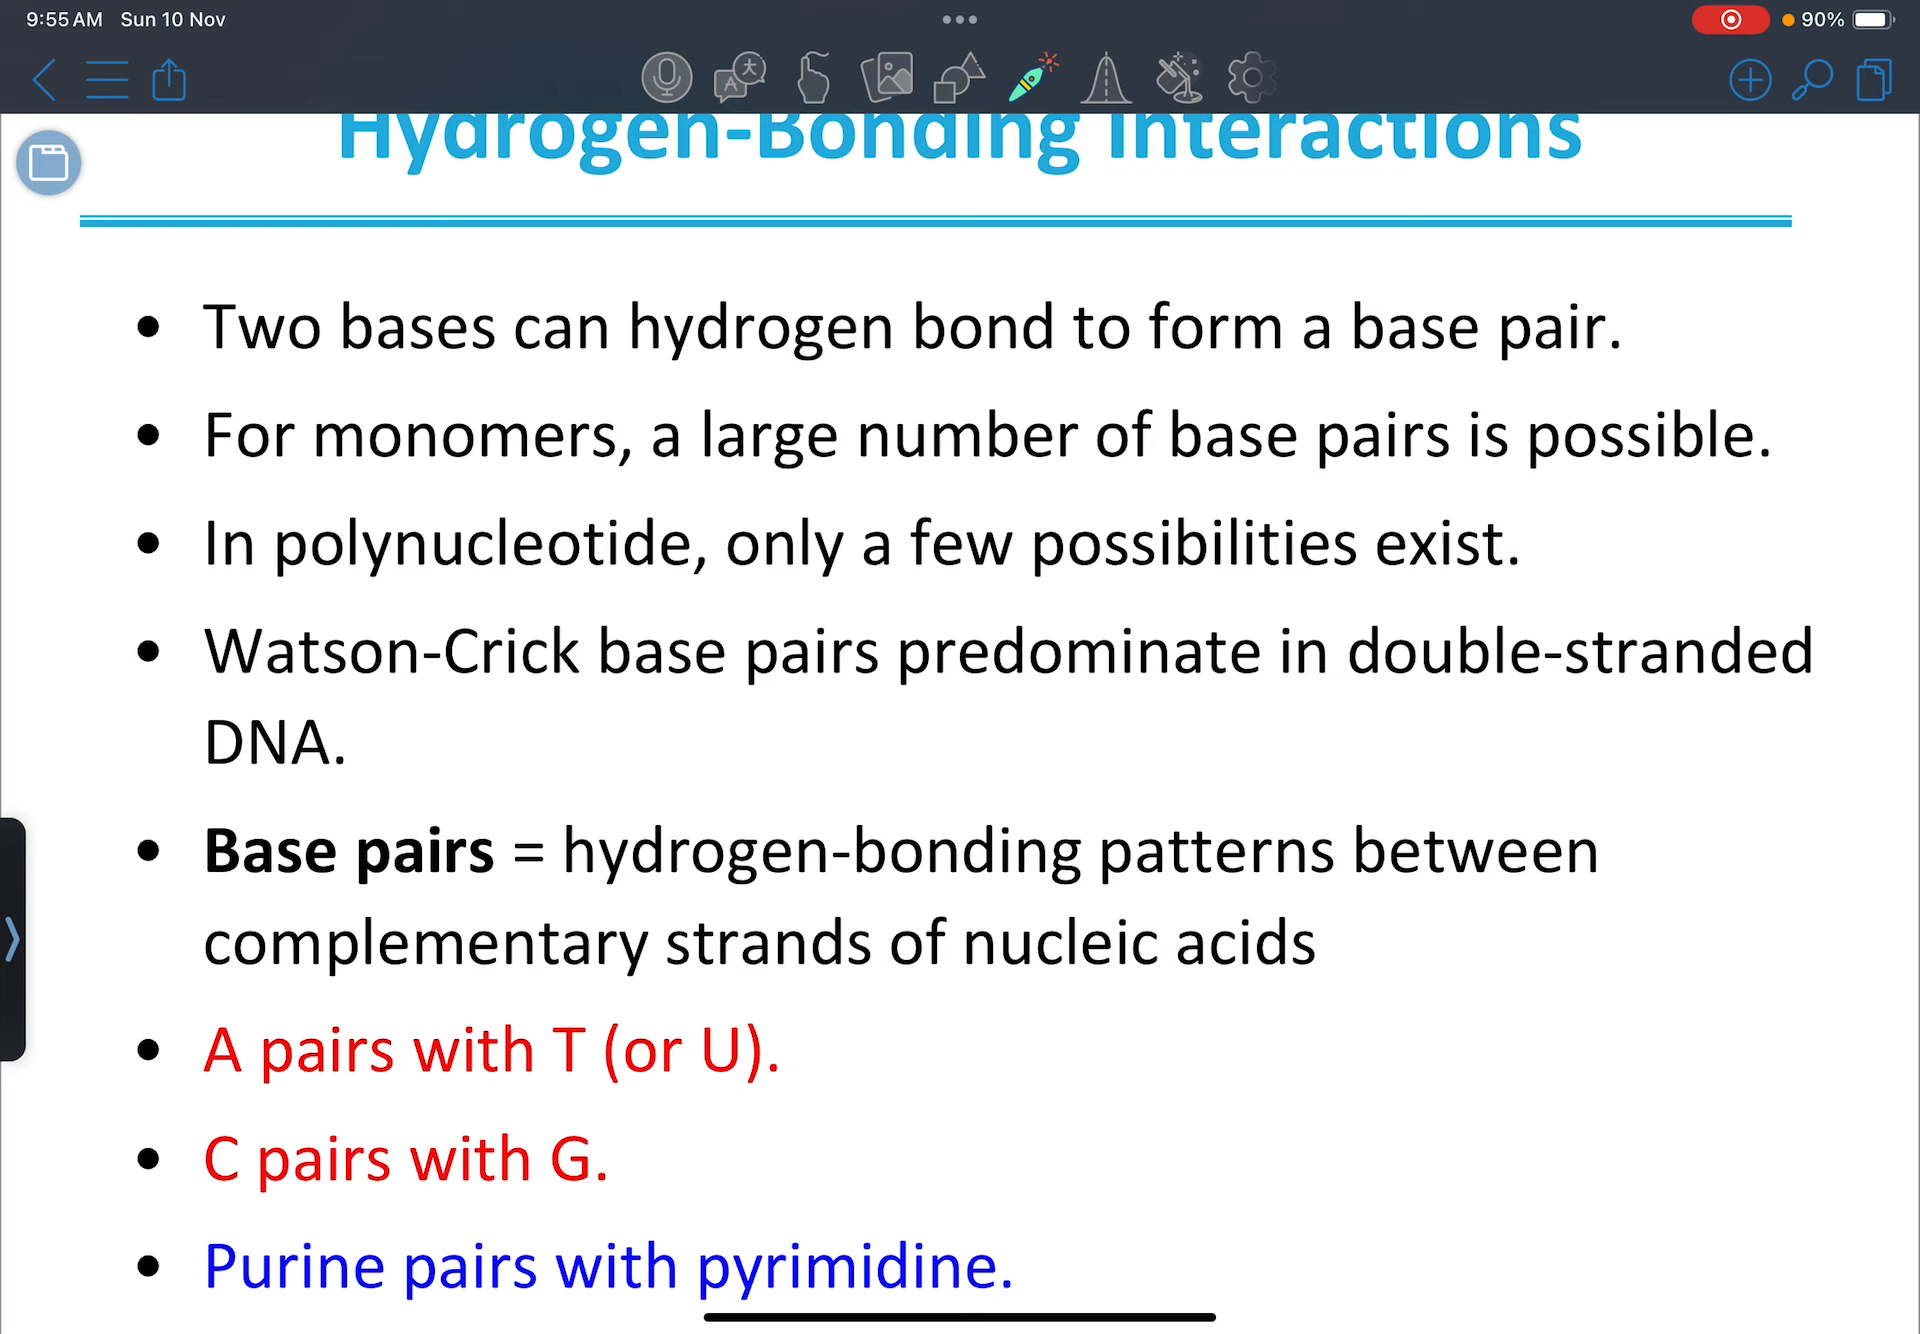 9:55 AM Sun 10 Nov
90%
Hydrogen-Bonding Interactions
• Two bases can hydrogen bond to form a base pair.
• For monomers, a large number of base pairs is possible.
• In polynucleotide, only a few possibilities exist.
• Watson-Crick base pairs predominate in double-stranded
DNA.
• Base pairs = hydrogen-bonding patterns between
complementary strands of nucleic acids
• A pairs with T (or U).
• C pairs with G.
• Purine pairs with pyrimidine.